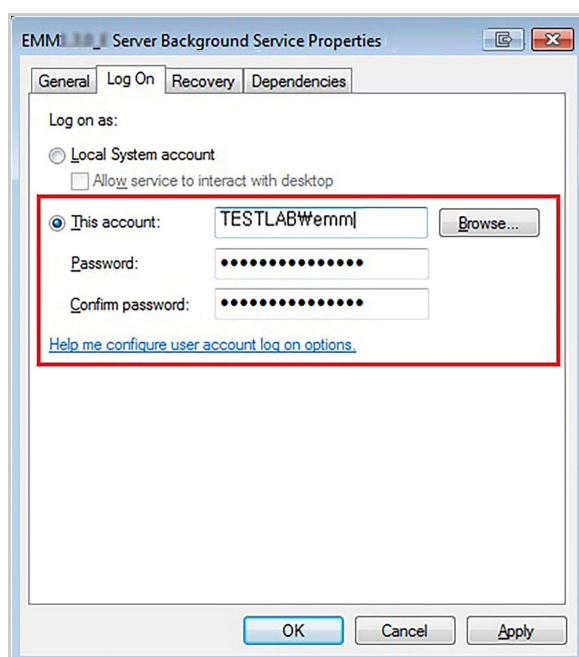 EMM Server Background Service Properties
General Log On Recovery Dependencies
Log on as:
Local System account
Allow service to interact with desktop
This account: TESTLAB₩emm Browse...
Password: ●●●●●●●●●●●●●●●
Confirm password: ●●●●●●●●●●●●●●●
Help me configure user account log on options.
OK Cancel Apply